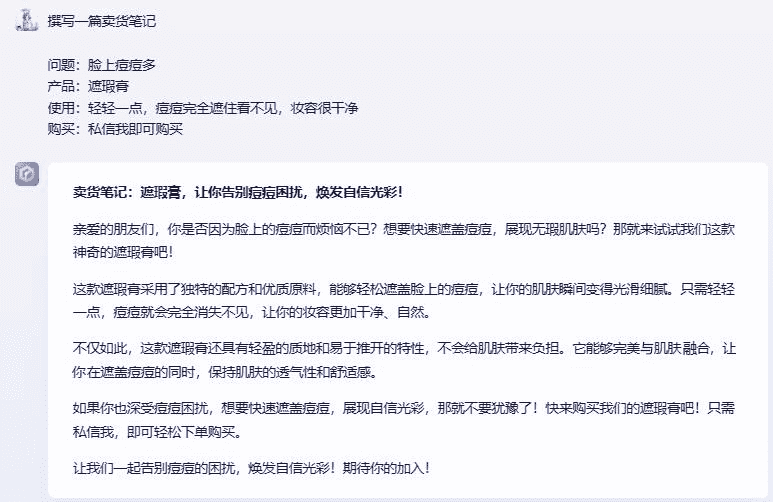 撰写一篇卖货笔记
问题：脸上痘痘多
产品：遮瑕膏
使用：轻轻一点，痘痘完全遮住看不见，妆容很干净
购买：私信我即可购买
卖货笔记：遮瑕膏，让你告别痘痘困扰，焕发自信光彩！
亲爱的朋友们，你是否因为脸上的痘痘而烦恼不已？想要快速遮盖痘痘，展现无瑕肌肤吗？那就来试试我们这款
神奇的遮瑕膏吧！
这款遮瑕膏采用了独特的配方和优质原料，能够轻松遮盖脸上的痘痘，让你的肌肤瞬间变得光滑细腻。只需轻轻
一点，痘痘就会完全消失不见，让你的妆容更加干净、自然。
不仅如此，这款遮瑕膏还具有轻盈的质地和易于推开的特性，不会给肌肤带来负担。它能够完美与肌肤融合，让
你在遮盖痘痘的同时，保持肌肤的透气性和舒适感。
如果你也深受痘痘困扰，想要快速遮盖痘痘，展现自信光彩，那就不要犹豫了！快来购买我们的遮瑕膏吧！只需
私信我，即可轻松下单购买。
让我们一起告别痘痘的困扰，焕发自信光彩！期待你的加入！